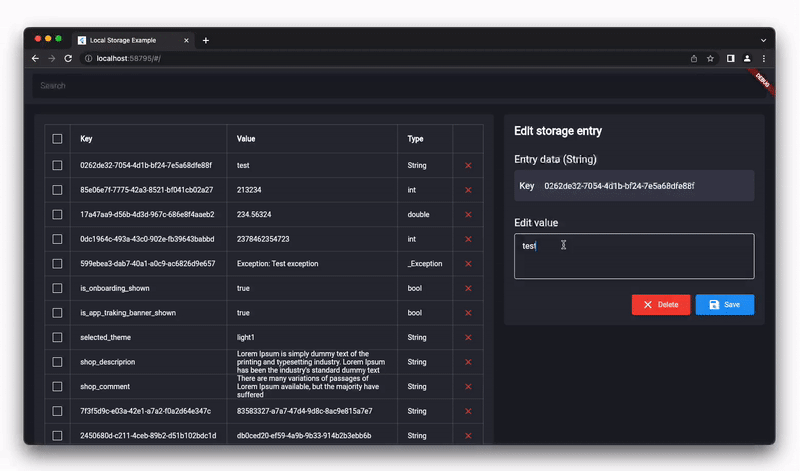 Local Storage Example
localhost:58795/#/
DEBUG
Search
Key Value Type
0262de32-7054-4d1b-bf24-7e5a68dfe88f test String
85e06e7f-7775-42a3-8521-bf041cb02a27 213234 int
17a47aa9-d56b-4d3d-967c-686e8f4aaeb2 234.56324 double
0dc1964c-493a-43c0-902e-fb39643babbd 2378462354723 int
599ebea3-dab7-40a1-a0c9-ac6826d9e657 Exception: Test exception _Exception
is_onboarding_shown true bool
is_app_traking_banner_shown true bool
selected_theme light1 String
shop_descriprion Lorem Ipsum is simply dummy text of the
printing and typesetting industry. Lorem Ipsum
has been the industry's standard dummy text String
shop_comment There are many variations of passages of
Lorem Ipsum available, but the majority have
suffered String
7f3f5d9c-e03a-42e1-a7a2-f0a2d64e347c 83583327-a7a7-47d4-9d8c-8ac9e815a7e7 String
2450680d-c211-4ceb-89b2-d51b102bdc1d db0ced20-ef59-4a9b-9b33-914b2b3ebb6b String
Edit storage entry
Entry data (String)
Key 0262de32-7054-4d1b-bf24-7e5a68dfe88f
Edit value
test
Delete Save